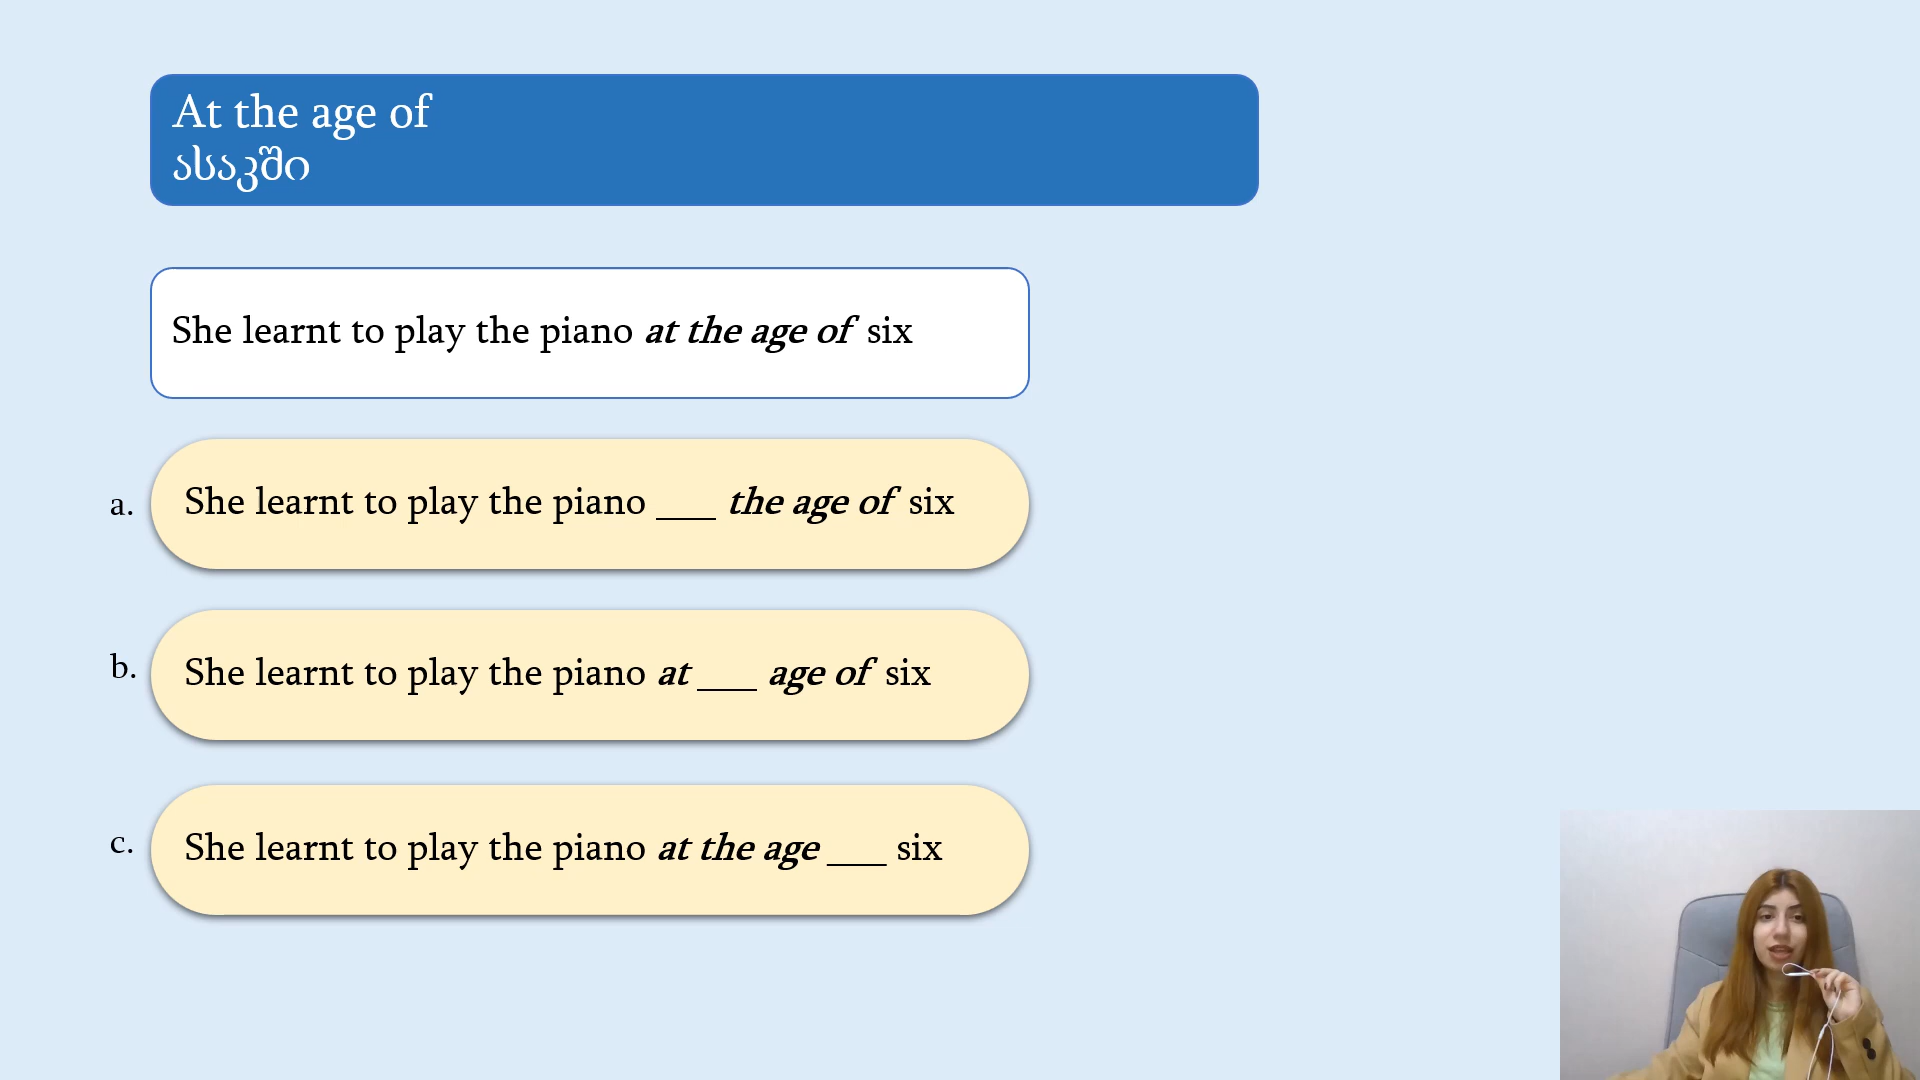 At the age of
ასაკში
She learnt to play the piano at the age of six
a. She learnt to play the piano ___ the age of six
b. She learnt to play the piano at ___ age of six
c. She learnt to play the piano at the age ___ six